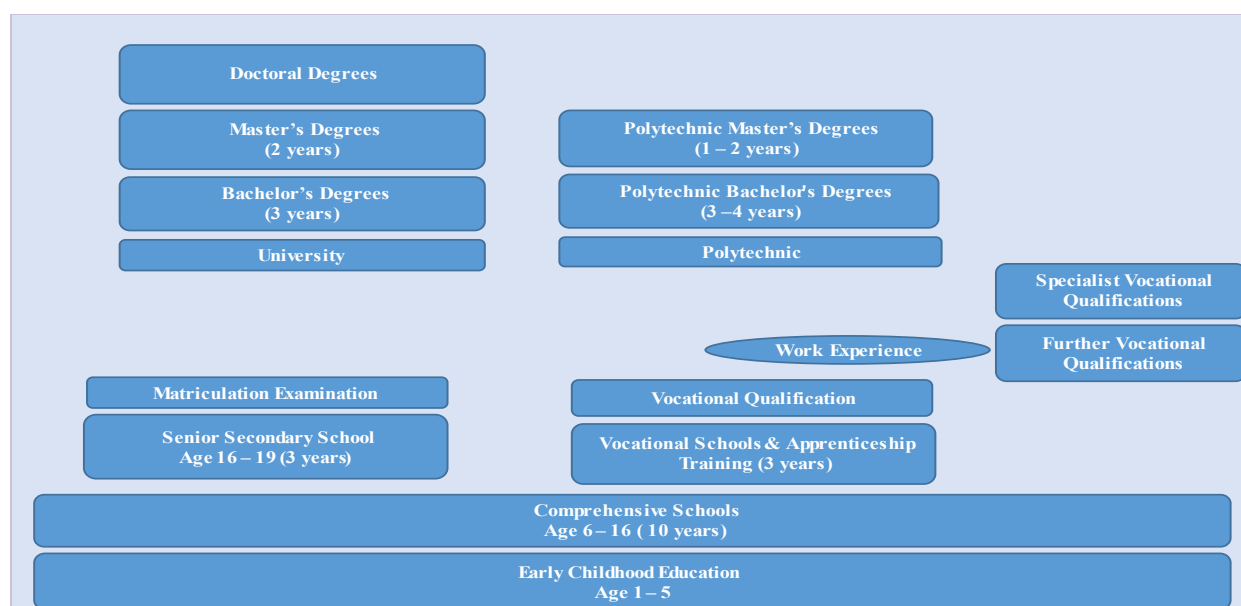 Doctoral Degrees
Master's Degrees
(2 years)
Polytechnic Master's Degrees
(1 – 2 years)
Bachelor's Degrees
(3 years)
Polytechnic Bachelor's Degrees
(3 – 4 years)
University
Polytechnic
Specialist Vocational
Qualifications
Work Experience
Further Vocational
Qualifications
Matriculation Examination
Vocational Qualification
Senior Secondary School
Age 16 – 19 (3 years)
Vocational Schools & Apprenticeship
Training (3 years)
Comprehensive Schools
Age 6 – 16 ( 10 years)
Early Childhood Education
Age 1 – 5